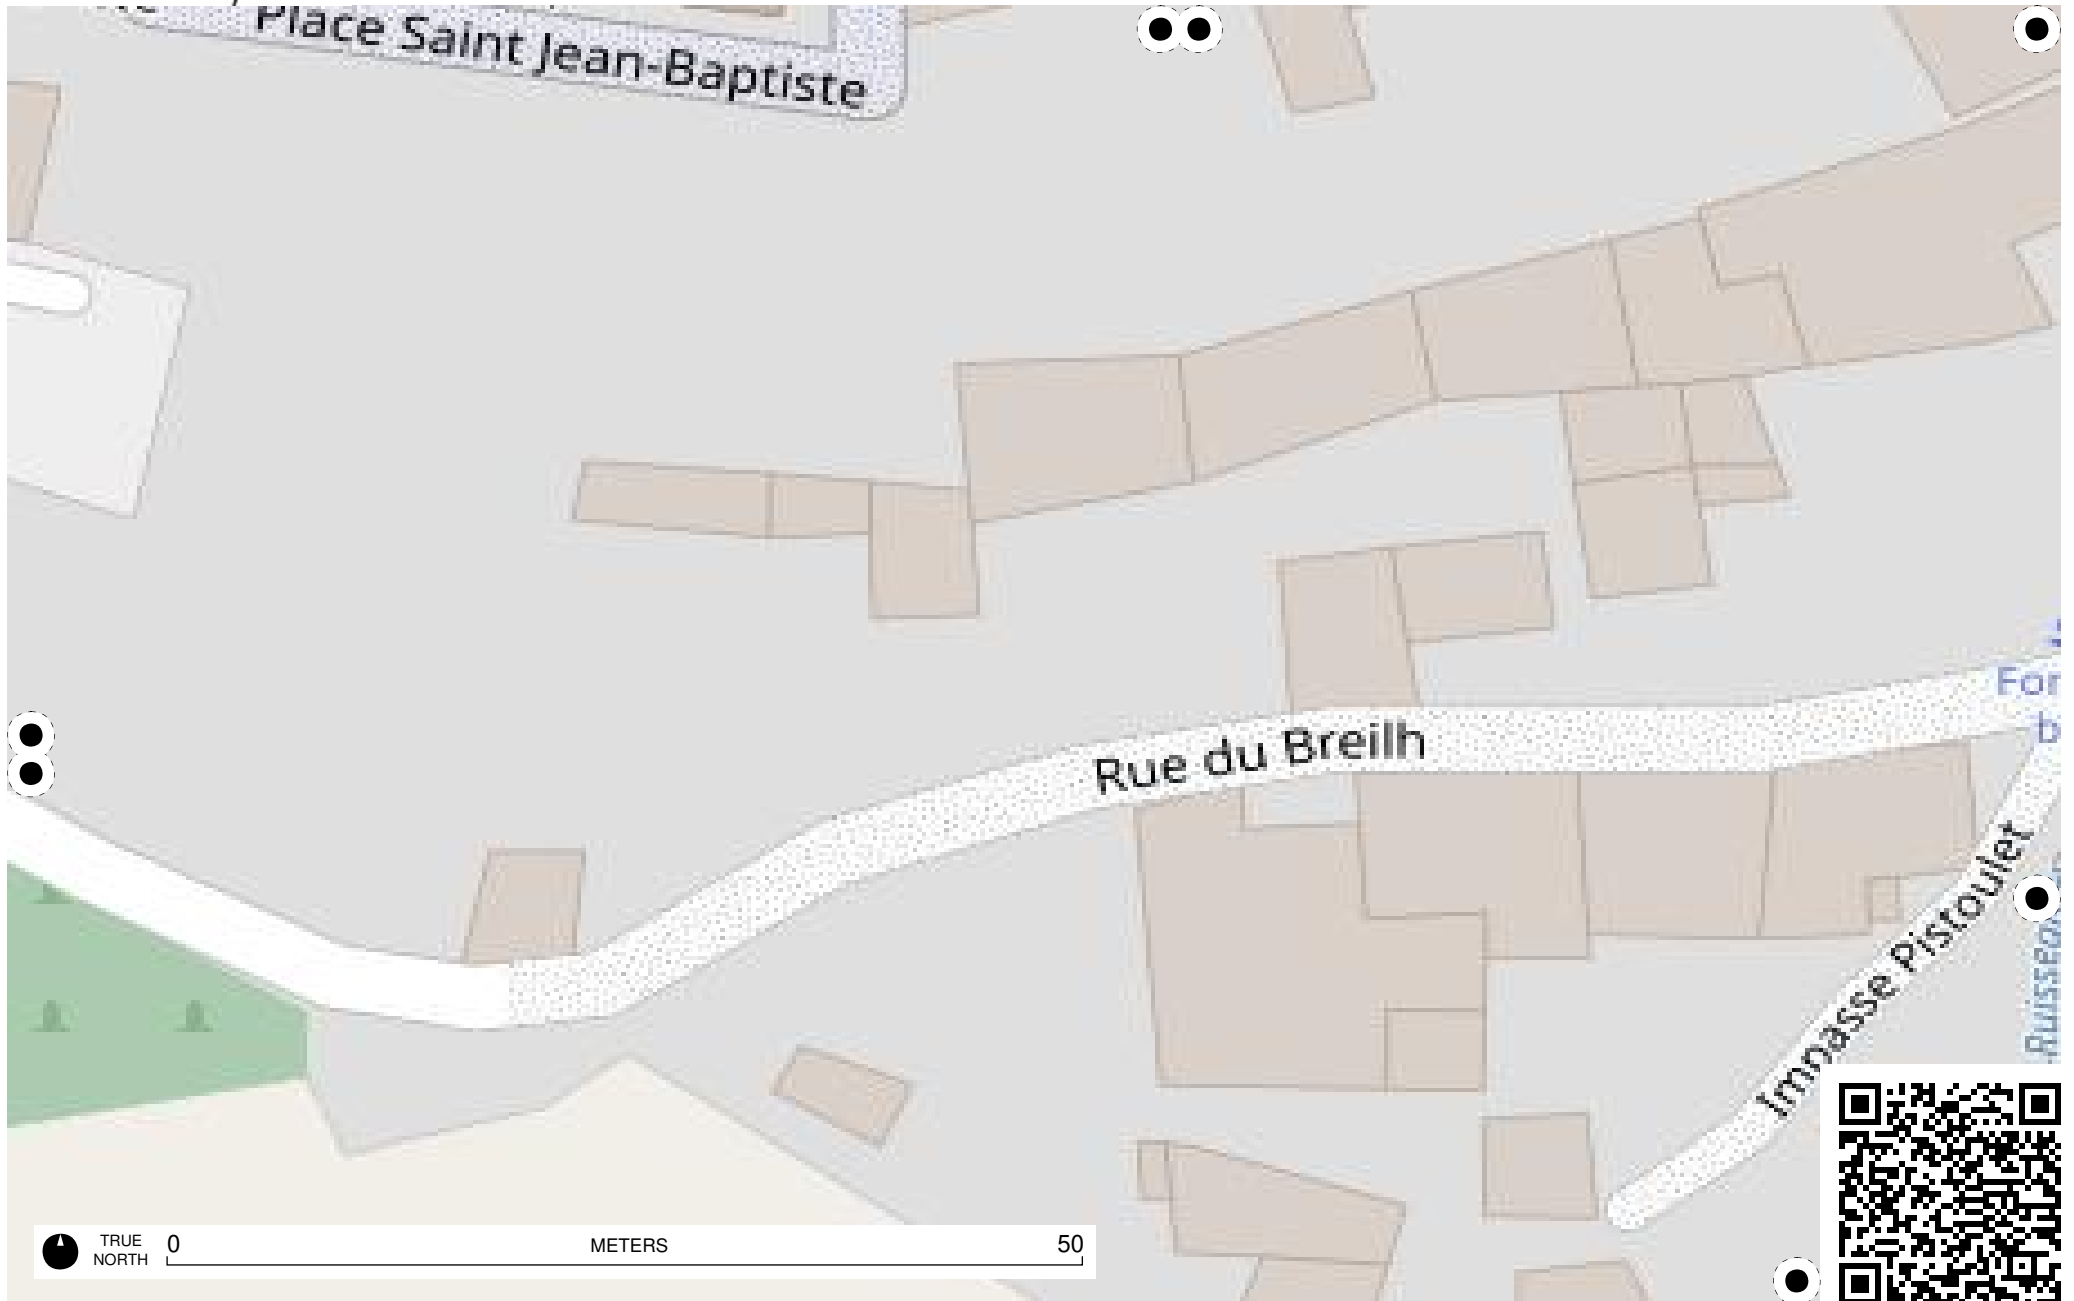 Place Saint Jean-Baptiste
Rue du Breilh
Impasse Pistoulet
TRUE
NORTH
0
METERS
50